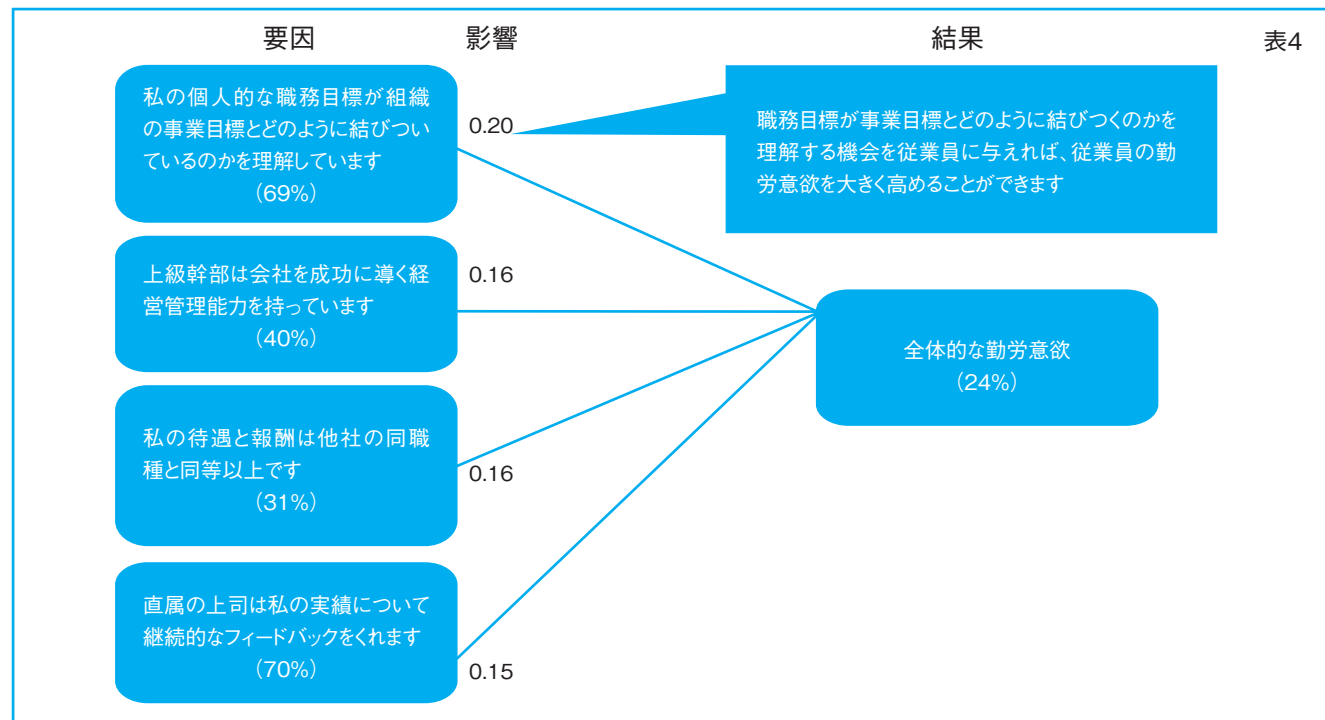 要因 影響 結果 表4
私の個人的な職務目標が組織
の事業目標とどのように結びつい
ているのかを理解しています
(69%)
0.20
職務目標が事業目標とどのように結びつくのかを
理解する機会を従業員に与えれば、従業員の勤
労意欲を大きく高めることができます
上級幹部は会社を成功に導く経
営管理能力を持っています
(40%)
0.16
全体的な勤労意欲
(24%)
私の待遇と報酬は他社の同職
種と同等以上です
(31%)
0.16
直属の上司は私の実績について
継続的なフィードバックをくれます
(70%)
0.15